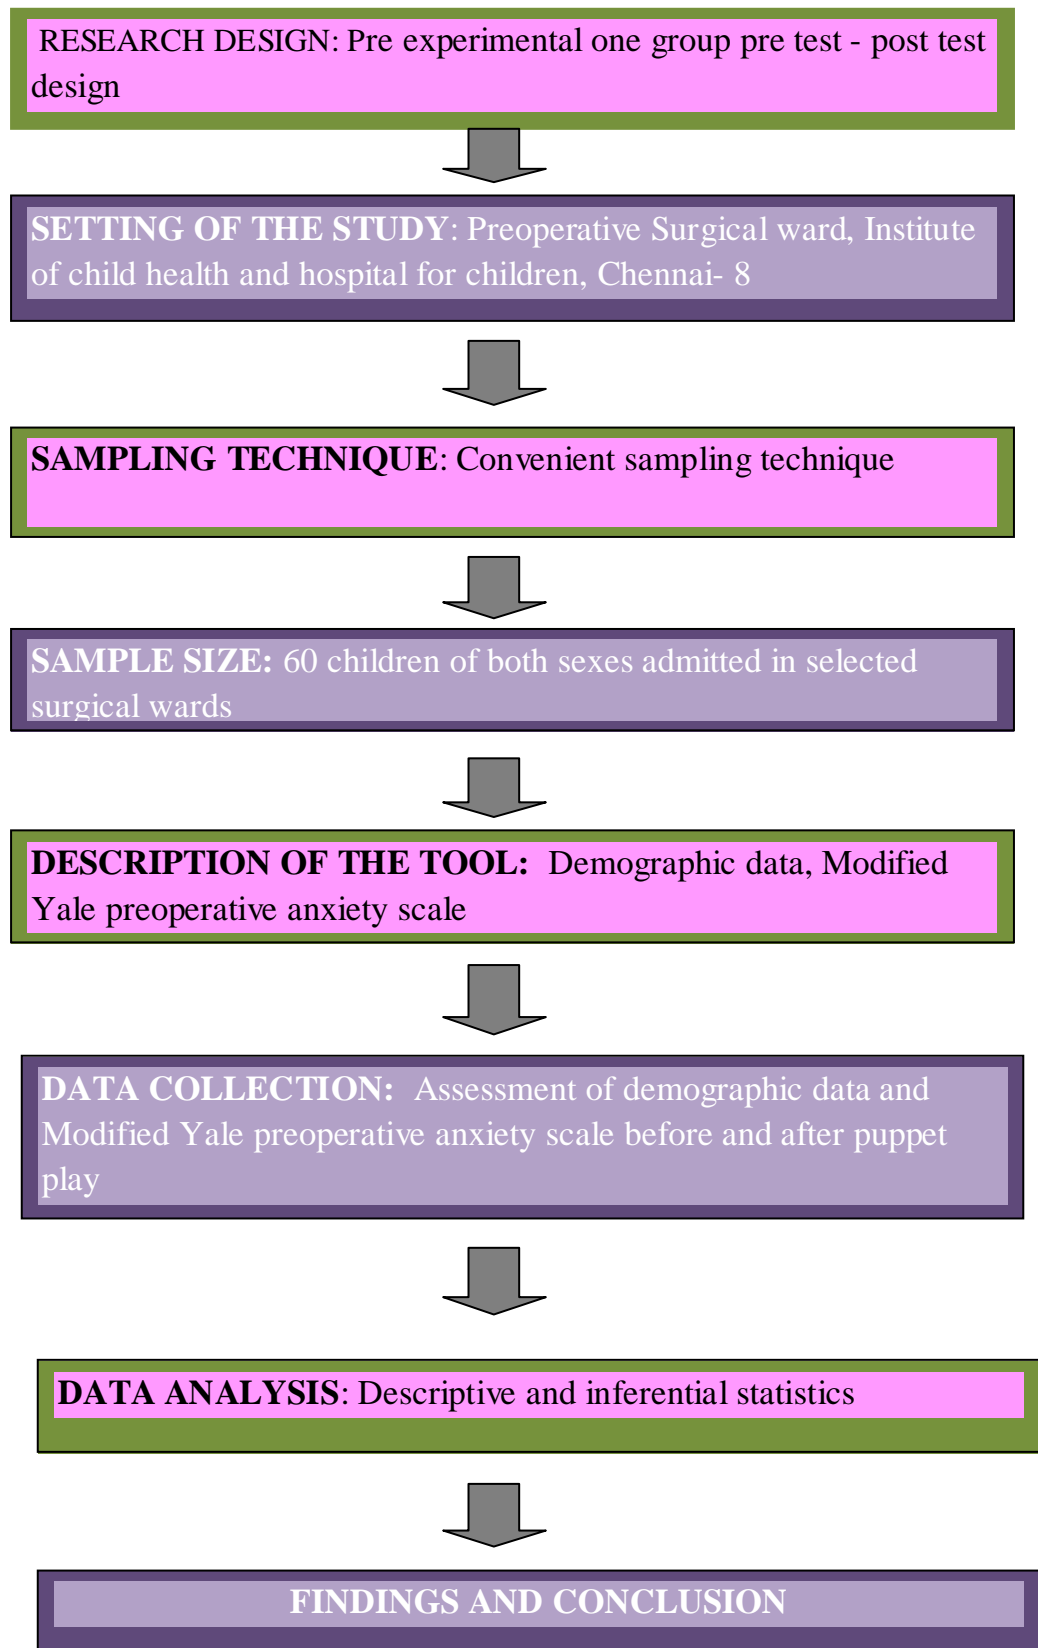 RESEARCH DESIGN: Pre experimental one group pre test - post test
design
SETTING OF THE STUDY: Preoperative Surgical ward, Institute
of child health and hospital for children, Chennai- 8
SAMPLING TECHNIQUE: Convenient sampling technique
SAMPLE SIZE: 60 children of both sexes admitted in selected
surgical wards
DESCRIPTION OF THE TOOL: Demographic data, Modified
Yale preoperative anxiety scale
DATA COLLECTION: Assessment of demographic data and
Modified Yale preoperative anxiety scale before and after puppet
play
DATA ANALYSIS: Descriptive and inferential statistics
FINDINGS AND CONCLUSION